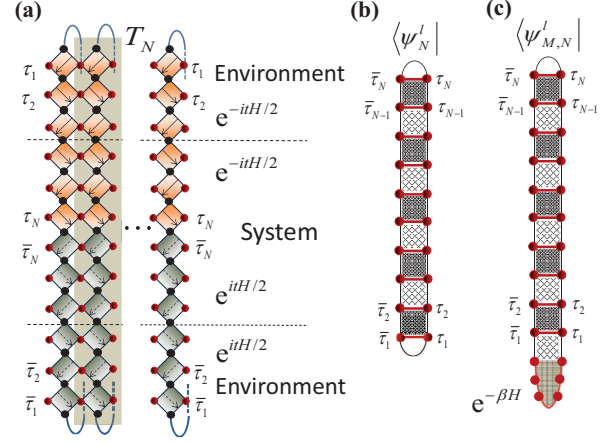 (a)
T_N
τ_1
τ_1
Environment
τ_2
τ_2
e^{-itH/2}
e^{-itH/2}
τ_N
τ_N
System
τ̅_N
τ̅_N
e^{itH/2}
e^{itH/2}
τ̅_2
τ̅_2
Environment
τ̅_1
τ̅_1
(b)
⟨ψ_N^l|
τ̅_N
τ_N
τ̅_{N-1}
τ_{N-1}
τ̅_2
τ_2
τ̅_1
τ_1
(c)
⟨ψ_{M,N}^l|
τ̅_N
τ_N
τ̅_{N-1}
τ_{N-1}
τ̅_2
τ_2
τ̅_1
τ_1
e^{-βH}